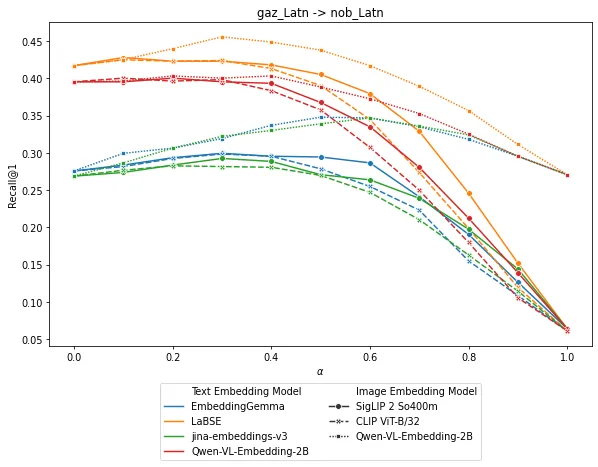 gaz_Latn -> nob_Latn
Recall@1
0.45
0.40
0.35
0.30
0.25
0.20
0.15
0.10
0.05
0.0 0.2 0.4 0.6 0.8 1.0
α
Text Embedding Model
EmbeddingGemma
LaBSE
jina-embeddings-v3
Qwen-VL-Embedding-2B
Image Embedding Model
SigLIP 2 So400m
CLIP ViT-B/32
Qwen-VL-Embedding-2B